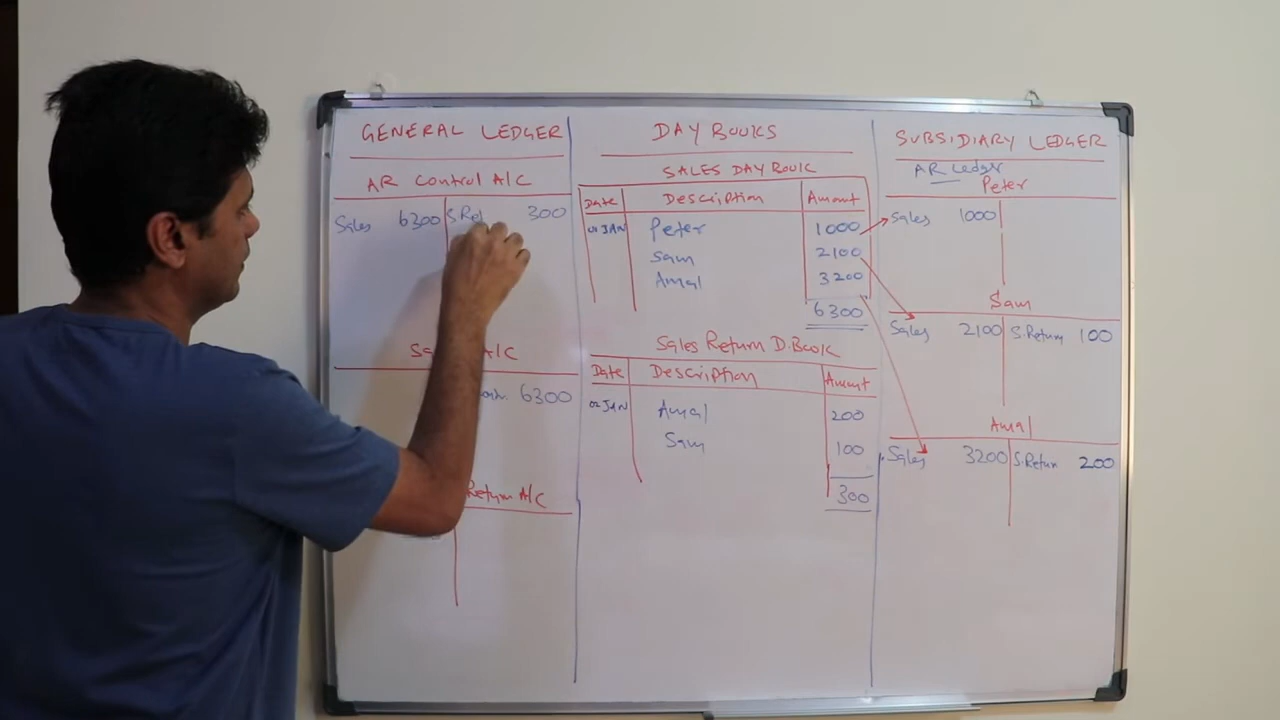 GENERAL LEDGER
AR Control A/C
Sales 6300 S.Ret 300
A/C
6300
Return A/C
DAY BOOKS
SALES DAY BOOK
Date Description Amount
01 JAN Peter 1000
Sam 2100
Amal 3200
6300
Sales Return D.Book
Date Description Amount
02 JAN Amal 200
Sam 100
300
SUBSIDIARY LEDGER
AR Ledger
Peter
Sales 1000
Sam
Sales 2100 S.Return 100
Amal
Sales 3200 S.Return 200